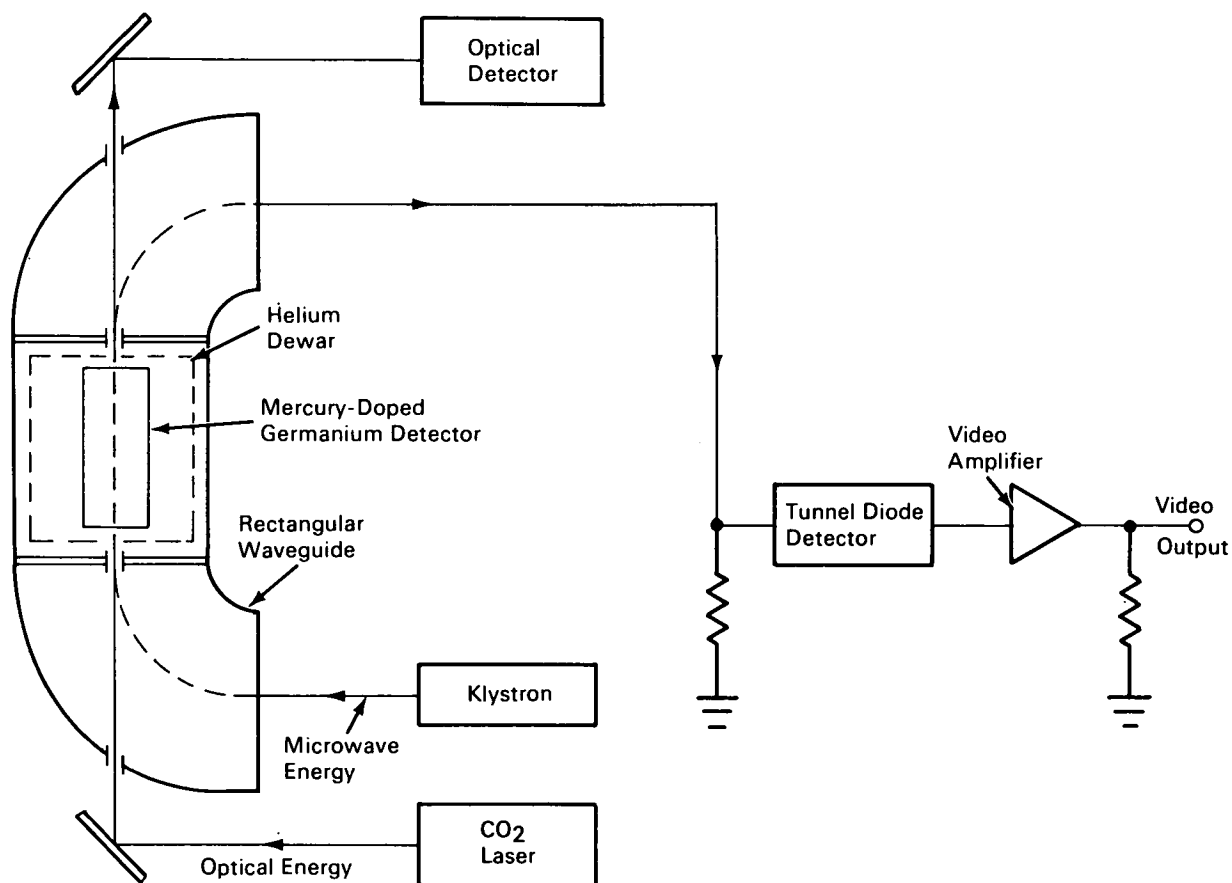 Optical
Detector
Helium
Dewar
Mercury-Doped
Germanium Detector
Rectangular
Waveguide
Video
Amplifier
Tunnel Diode
Detector
Video
Output
Klystron
Microwave
Energy
CO2
Laser
Optical Energy